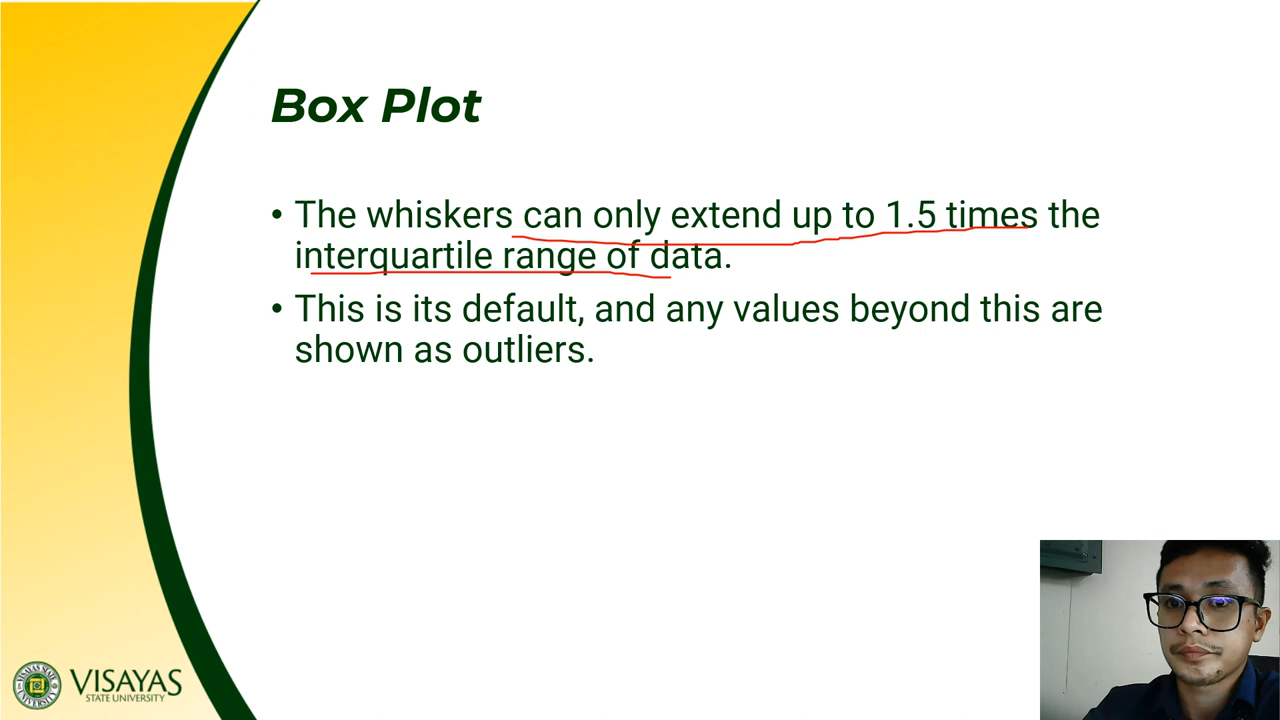 Box Plot
• The whiskers can only extend up to 1.5 times the
interquartile range of data.
• This is its default, and any values beyond this are
shown as outliers.
VISAYAS
STATE UNIVERSITY